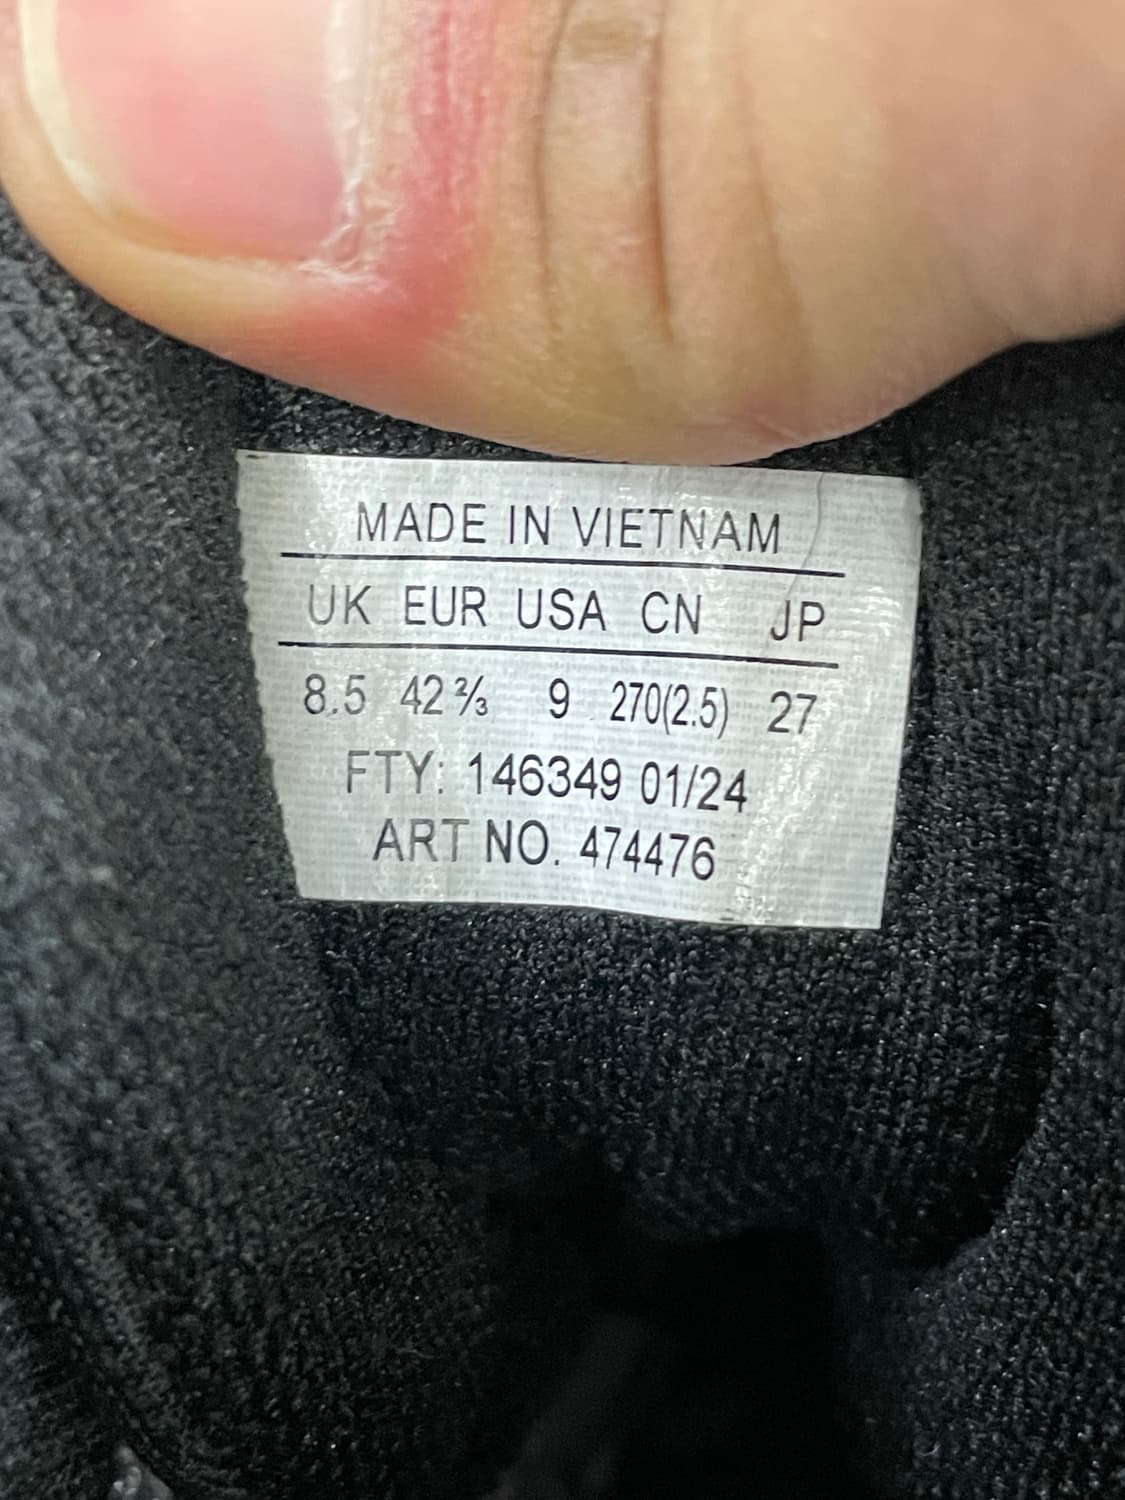 MADE IN VIETNAM
UK EUR USA CN JP
8.5 42⅔ 9 270(2.5) 27
FTY: 146349 01/24
ART NO. 474476